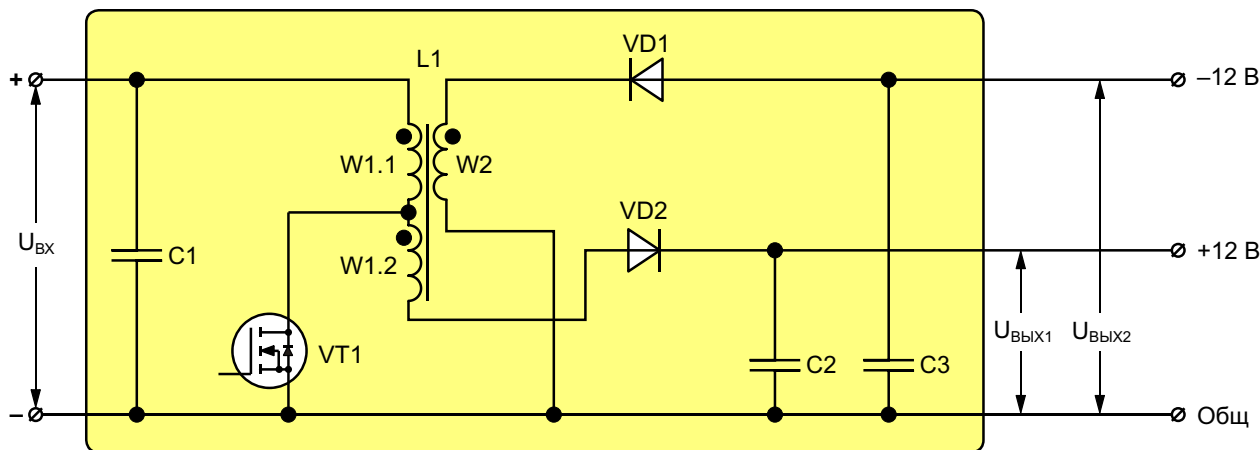 L1
VD1
+
–12 В
W1.1
W2
VD2
UВХ
C1
W1.2
+12 В
VT1
UВЫХ1
UВЫХ2
C2
C3
–
Общ